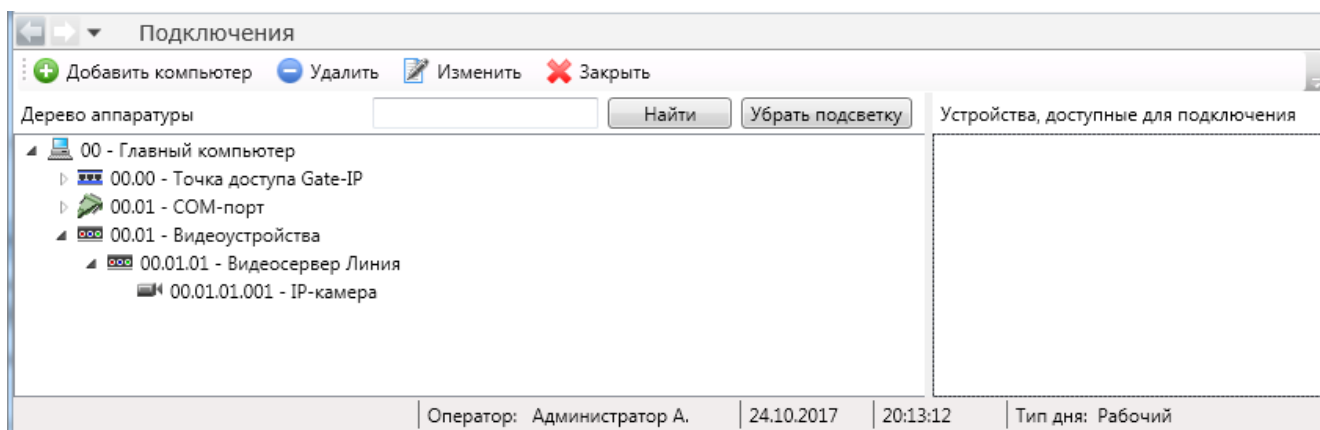 Подключения
Добавить компьютер Удалить Изменить Закрыть
Дерево аппаратуры Найти Убрать подсветку Устройства, доступные для подключения
00 - Главный компьютер
00.00 - Точка доступа Gate-IP
00.01 - COM-порт
00.01 - Видеоустройства
00.01.01 - Видеосервер Линия
00.01.01.001 - IP-камера
Оператор: Администратор А. 24.10.2017 20:13:12 Тип дня: Рабочий